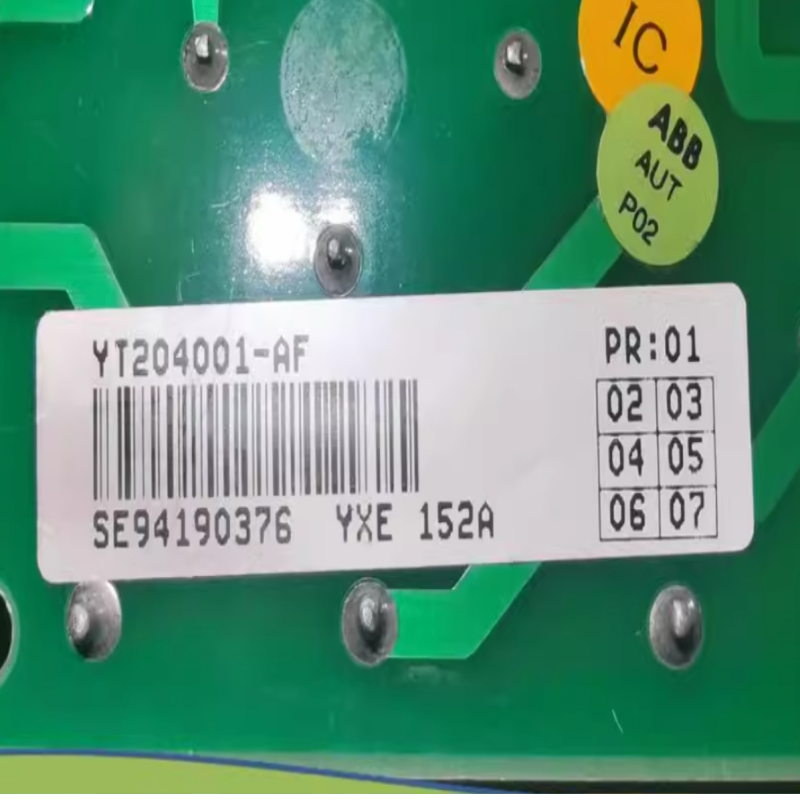 IC
ABB
AUT
P02
YT204001-AF
PR:01
02 03
04 05
06 07
SE94190376 YXE 152A